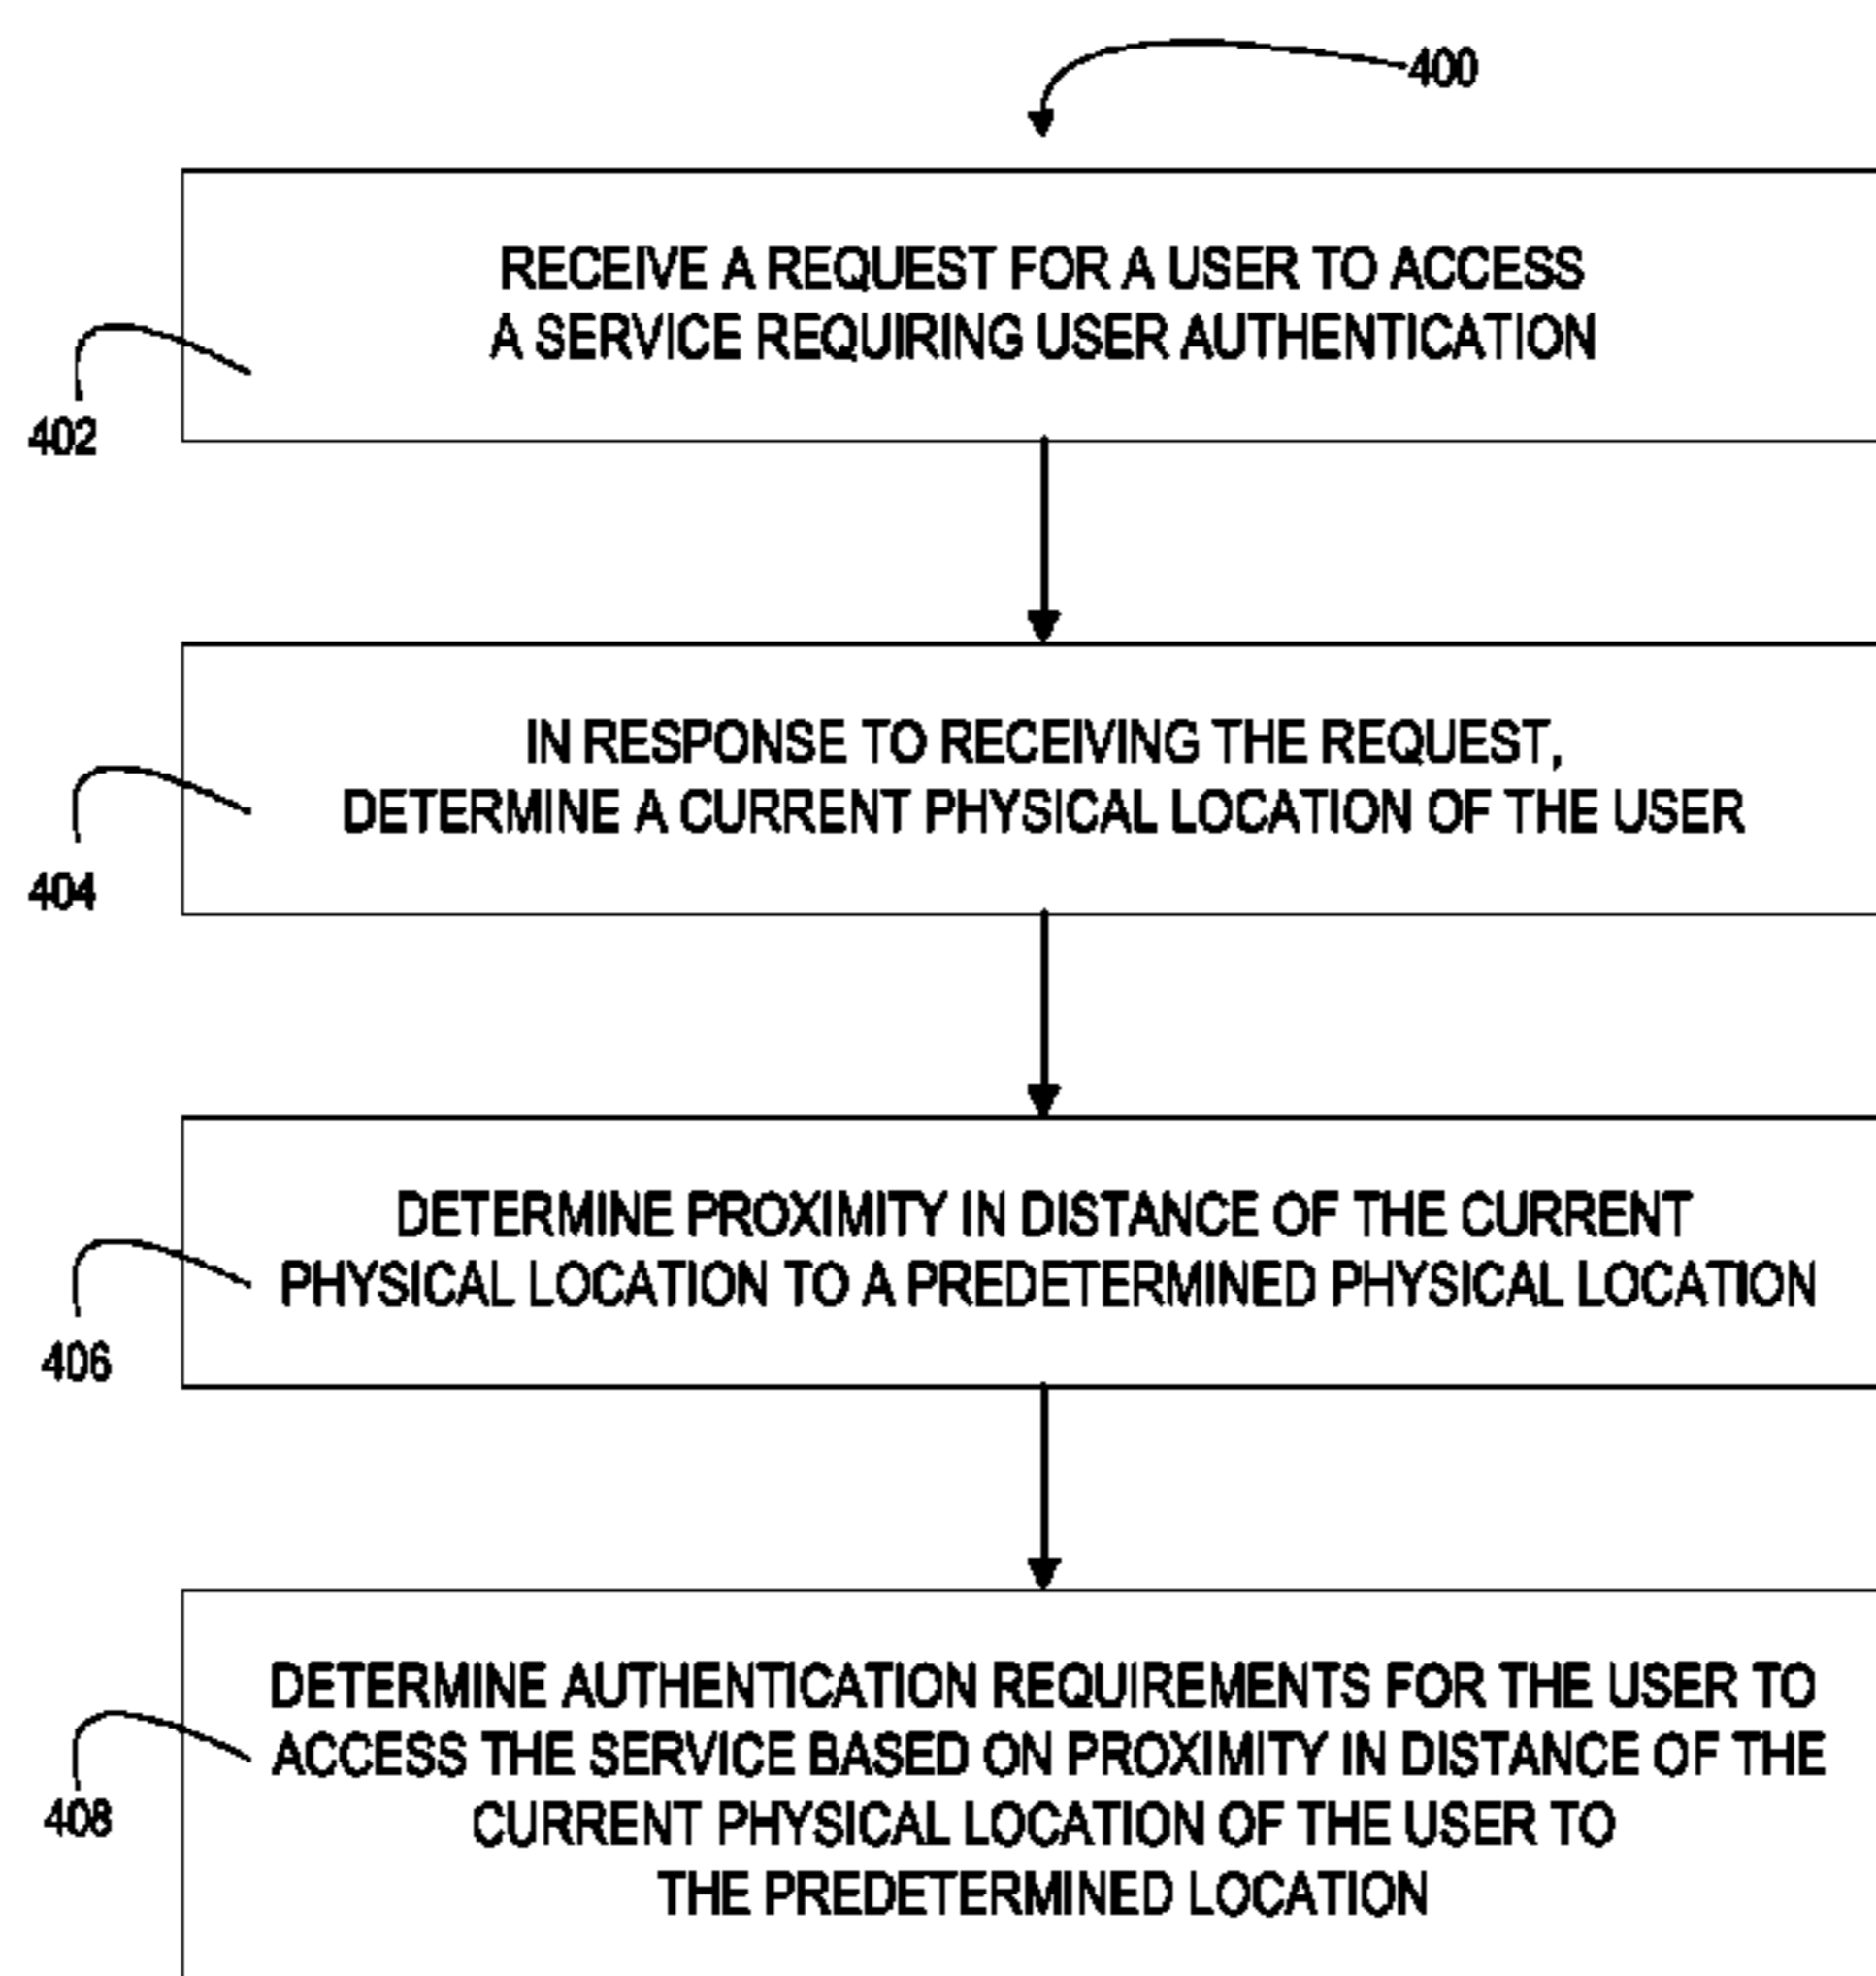 400
RECEIVE A REQUEST FOR A USER TO ACCESS
A SERVICE REQUIRING USER AUTHENTICATION
402
IN RESPONSE TO RECEIVING THE REQUEST,
DETERMINE A CURRENT PHYSICAL LOCATION OF THE USER
404
DETERMINE PROXIMITY IN DISTANCE OF THE CURRENT
PHYSICAL LOCATION TO A PREDETERMINED PHYSICAL LOCATION
406
DETERMINE AUTHENTICATION REQUIREMENTS FOR THE USER TO
ACCESS THE SERVICE BASED ON PROXIMITY IN DISTANCE OF THE
CURRENT PHYSICAL LOCATION OF THE USER TO
THE PREDETERMINED LOCATION
408